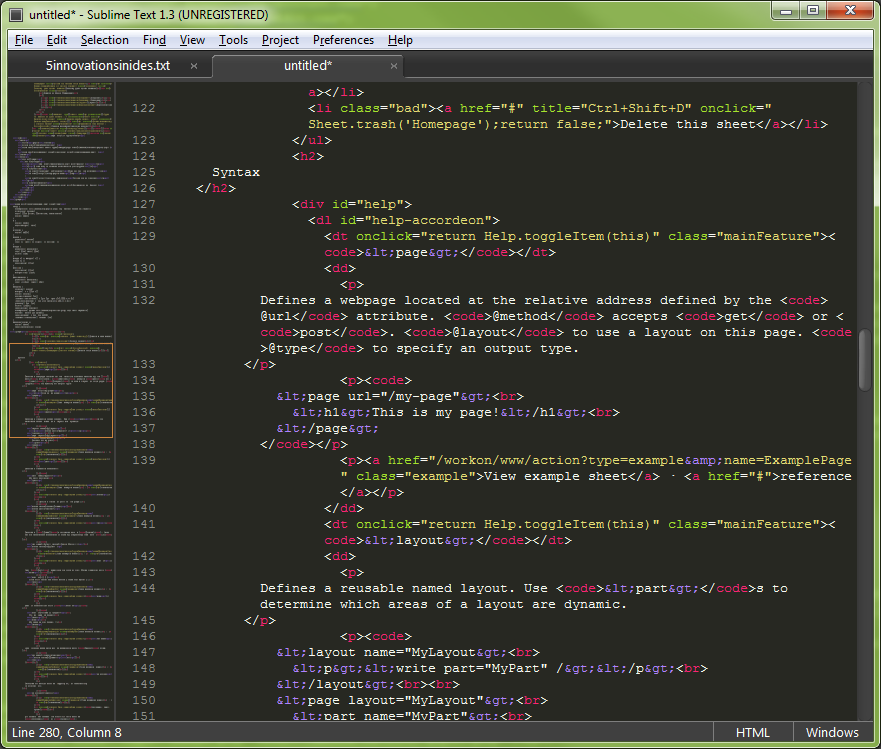 untitled* - Sublime Text 1.3 (UNREGISTERED)
File Edit Selection Find View Tools Project Preferences Help
5innovationsinides.txt × untitled* ×
a></li>
122 <li class="bad"><a href="#" title="Ctrl+Shift+D" onclick="
Sheet.trash('Homepage');return false;">Delete this sheet</a></li>
123 </ul>
124 <h2>
125 Syntax
126 </h2>
127 <div id="help">
128 <dl id="help-accordeon">
129 <dt onclick="return Help.toggleItem(this)" class="mainFeature"><
code>&lt;page&gt;</code></dt>
130 <dd>
131 <p>
132 Defines a webpage located at the relative address defined by the <code>
@url</code> attribute. <code>@method</code> accepts <code>get</code> or <
code>post</code>. <code>@layout</code> to use a layout on this page. <code
>@type</code> to specify an output type.
133 </p>
134 <p><code>
135 &lt;page url="/my-page"&gt;<br>
136 &lt;h1&gt;This is my page!&lt;/h1&gt;<br>
137 &lt;/page&gt;
138 </code></p>
139 <p><a href="/workon/www/action?type=example&amp;name=ExamplePage
" class="example">View example sheet</a> · <a href="#">reference
</a></p>
140 </dd>
141 <dt onclick="return Help.toggleItem(this)" class="mainFeature"><
code>&lt;layout&gt;</code></dt>
142 <dd>
143 <p>
144 Defines a reusable named layout. Use <code>&lt;part&gt;</code>s to
determine which areas of a layout are dynamic.
145 </p>
146 <p><code>
147 &lt;layout name="MyLayout"&gt;<br>
148 &lt;p&gt;&lt;write part="MyPart" /&gt;&lt;/p&gt;<br>
149 &lt;/layout&gt;<br><br>
150 &lt;page layout="MyLayout"&gt;<br>
151 &lt;part name="MyPart"&gt;<br>
Line 280, Column 8 HTML Windows